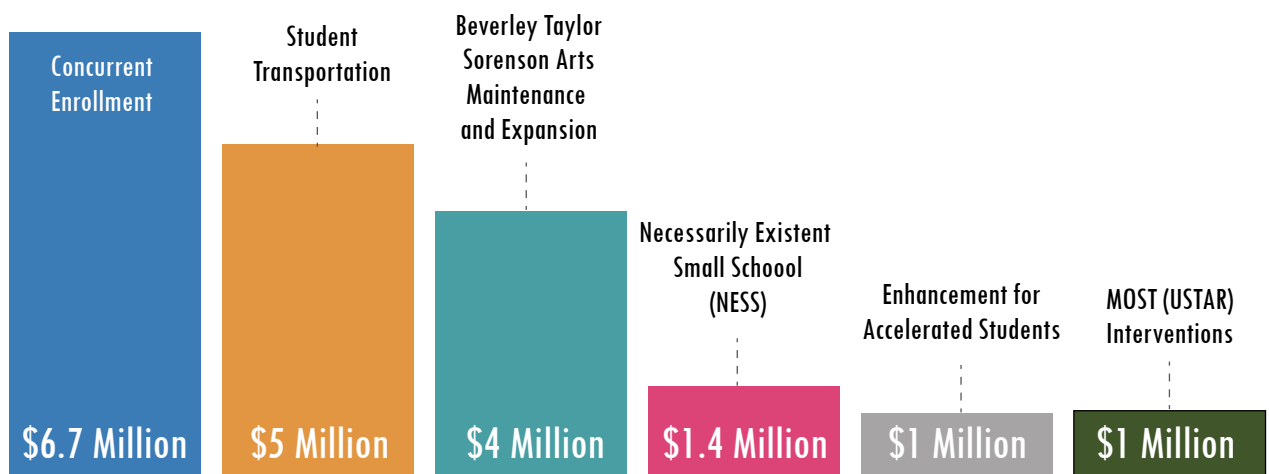 Concurrent
Enrollment
$6.7 Million
Student
Transportation
$5 Million
Beverley Taylor
Sorenson Arts
Maintenance
and Expansion
$4 Million
Necessarily Existent
Small Schoool
(NESS)
$1.4 Million
Enhancement for
Accelerated Students
$1 Million
MOST (USTAR)
Interventions
$1 Million